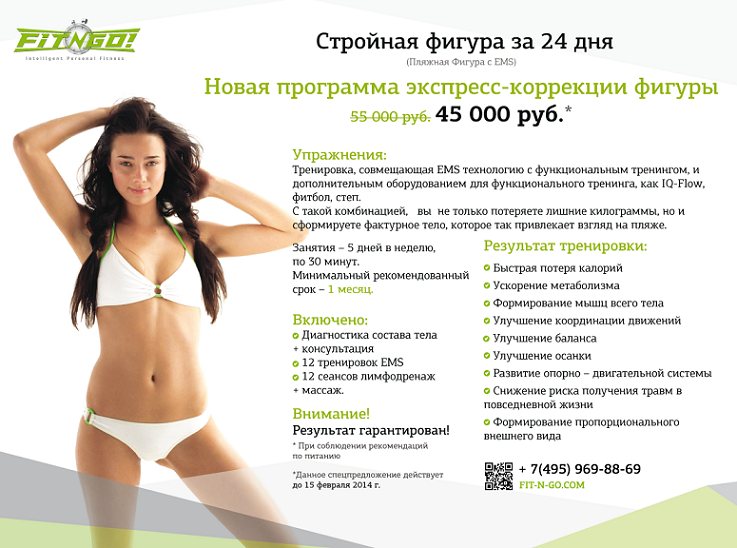 FITNGO!
Intelligent Personal Fitness
Стройная фигура за 24 дня
(Пляжная Фигура с EMS)
Новая программа экспресс-коррекции фигуры
55 000 руб. 45 000 руб.*
Упражнения:
Тренировка, совмещающая EMS технологию с функциональным тренингом, и
дополнительным оборудованием для функционального тренинга, как IQ-Flow,
фитбол, степ.
С такой комбинацией, вы не только потеряете лишние килограммы, но и
сформируете фактурное тело, которое так привлекает взгляд на пляже.
Занятия – 5 дней в неделю,
по 30 минут.
Минимальный рекомендованный
срок – 1 месяц.
Включено:
Диагностика состава тела
+ консультация
12 тренировок EMS
12 сеансов лимфодренаж
+ массаж.
Внимание!
Результат гарантирован!
* При соблюдении рекомендаций
по питанию
*Данное спецпредложение действует
до 15 февраля 2014 г.
Результат тренировки:
Быстрая потеря калорий
Ускорение метаболизма
Формирование мышц всего тела
Улучшение координации движений
Улучшение баланса
Улучшение осанки
Развитие опорно – двигательной системы
Снижение риска получения травм в
повседневной жизни
Формирование пропорционального
внешнего вида
+ 7(495) 969-88-69
FIT-N-GO.COM